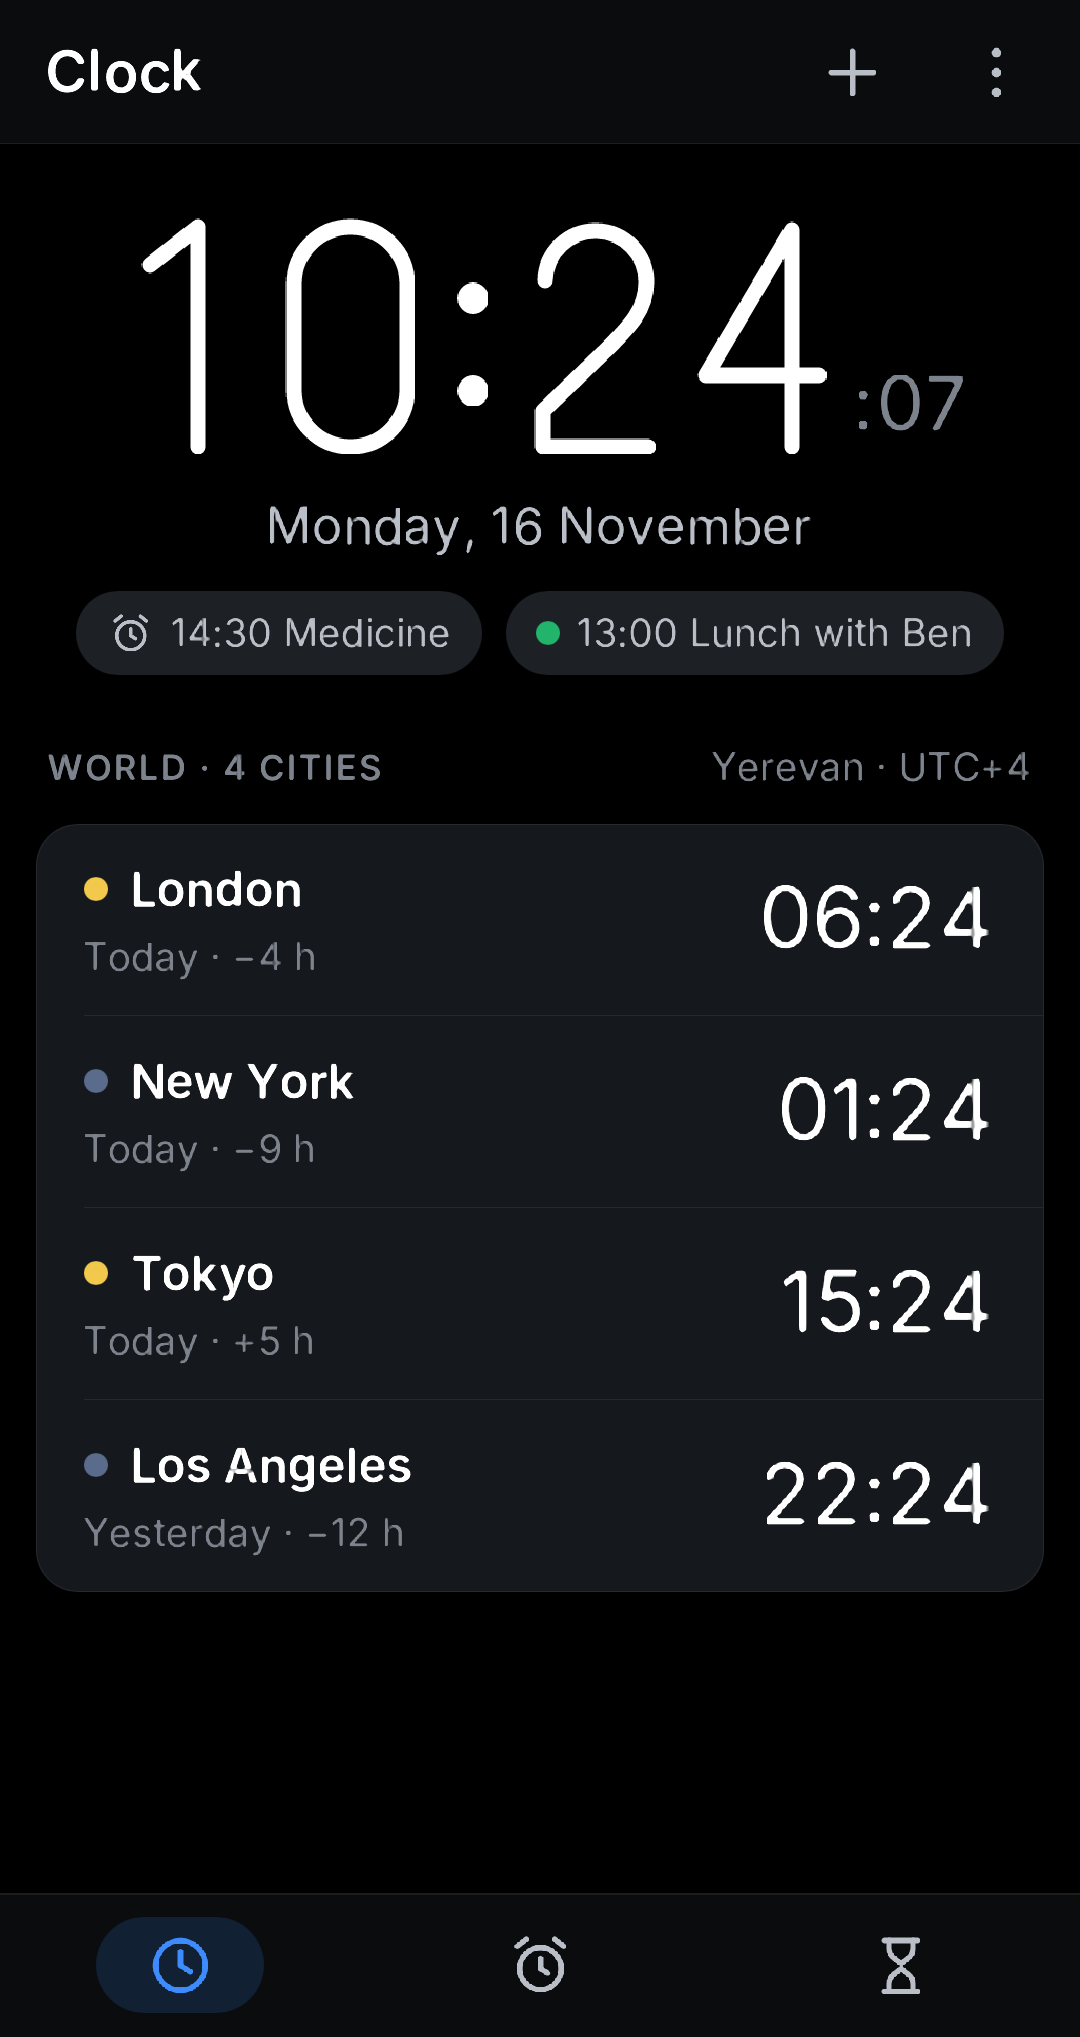 Clock
10:24 :07
Monday, 16 November
14:30 Medicine
13:00 Lunch with Ben
WORLD · 4 CITIES
Yerevan · UTC+4
London
06:24
Today · −4 h
New York
01:24
Today · −9 h
Tokyo
15:24
Today · +5 h
Los Angeles
22:24
Yesterday · −12 h